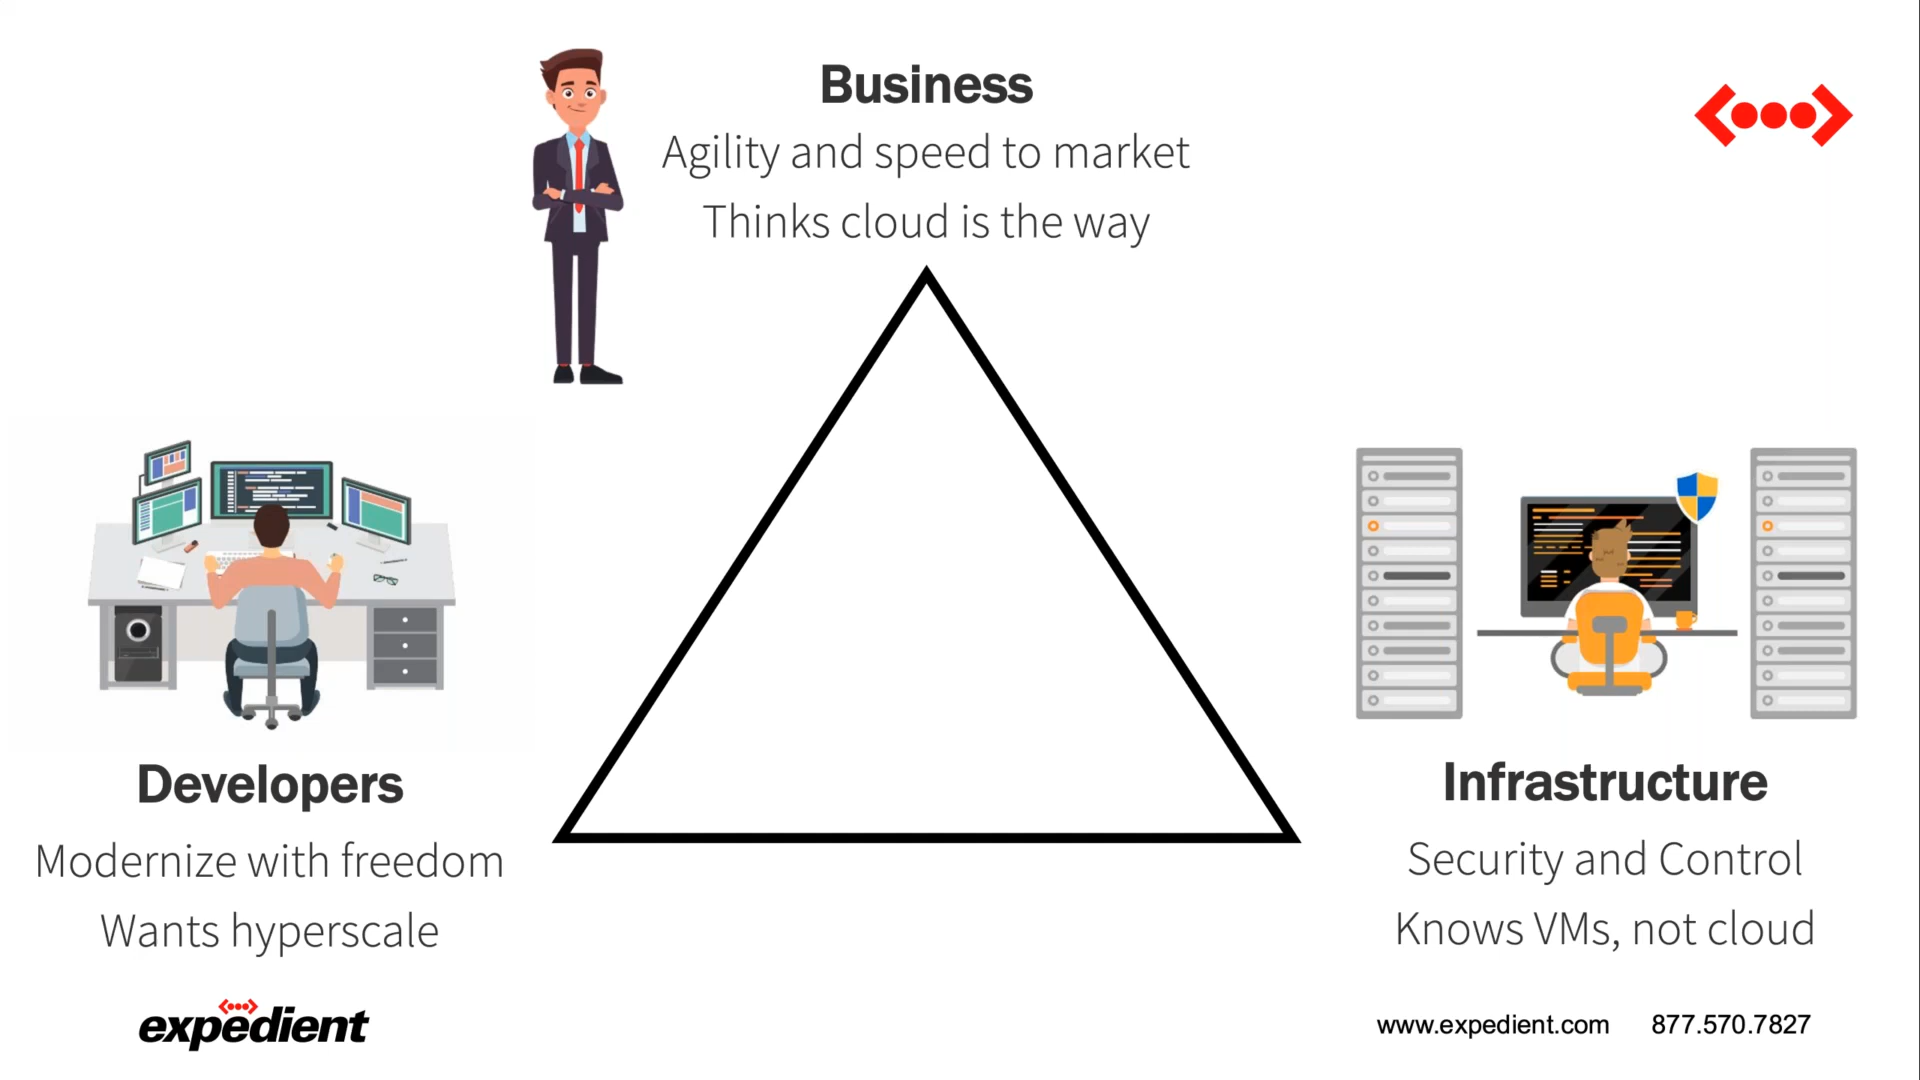 Business
Agility and speed to market
Thinks cloud is the way
Developers
Modernize with freedom
Wants hyperscale
Infrastructure
Security and Control
Knows VMs, not cloud
expedient
www.expedient.com 877.570.7827